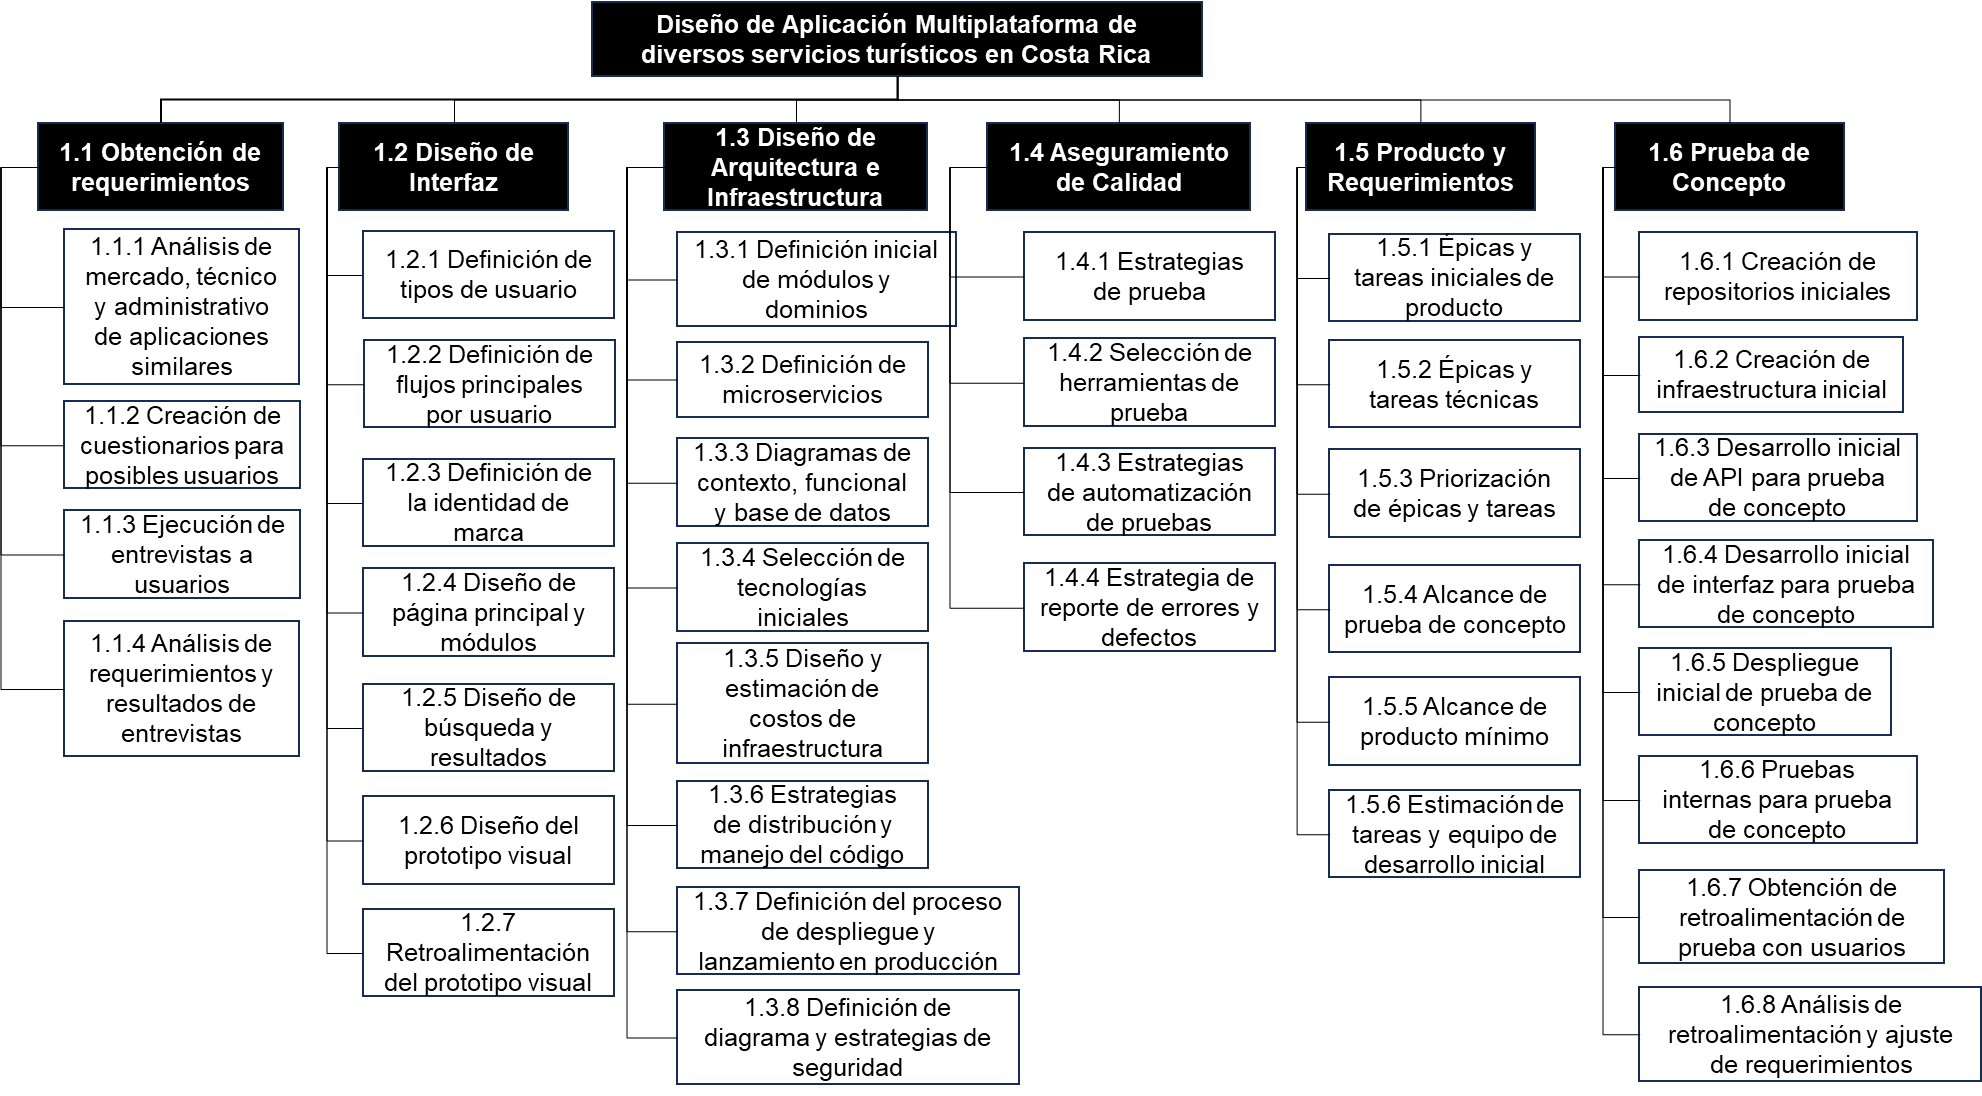 Diseño de Aplicación Multiplataforma de
diversos servicios turísticos en Costa Rica
1.1 Obtención de
requerimientos
1.1.1 Análisis de
mercado, técnico
y administrativo
de aplicaciones
similares
1.1.2 Creación de
cuestionarios para
posibles usuarios
1.1.3 Ejecución de
entrevistas a
usuarios
1.1.4 Análisis de
requerimientos y
resultados de
entrevistas
1.2 Diseño de
Interfaz
1.2.1 Definición de
tipos de usuario
1.2.2 Definición de
flujos principales
por usuario
1.2.3 Definición de
la identidad de
marca
1.2.4 Diseño de
página principal y
módulos
1.2.5 Diseño de
búsqueda y
resultados
1.2.6 Diseño del
prototipo visual
1.2.7
Retroalimentación
del prototipo visual
1.3 Diseño de
Arquitectura e
Infraestructura
1.3.1 Definición inicial
de módulos y
dominios
1.3.2 Definición de
microservicios
1.3.3 Diagramas de
contexto, funcional
y base de datos
1.3.4 Selección de
tecnologías
iniciales
1.3.5 Diseño y
estimación de
costos de
infraestructura
1.3.6 Estrategias
de distribución y
manejo del código
1.3.7 Definición del proceso
de despliegue y
lanzamiento en producción
1.3.8 Definición de
diagrama y estrategias de
seguridad
1.4 Aseguramiento
de Calidad
1.4.1 Estrategias
de prueba
1.4.2 Selección de
herramientas de
prueba
1.4.3 Estrategias
de automatización
de pruebas
1.4.4 Estrategia de
reporte de errores y
defectos
1.5 Producto y
Requerimientos
1.5.1 Épicas y
tareas iniciales de
producto
1.5.2 Épicas y
tareas técnicas
1.5.3 Priorización
de épicas y tareas
1.5.4 Alcance de
prueba de concepto
1.5.5 Alcance de
producto mínimo
1.5.6 Estimación de
tareas y equipo de
desarrollo inicial
1.6 Prueba de
Concepto
1.6.1 Creación de
repositorios iniciales
1.6.2 Creación de
infraestructura inicial
1.6.3 Desarrollo inicial
de API para prueba
de concepto
1.6.4 Desarrollo inicial
de interfaz para prueba
de concepto
1.6.5 Despliegue
inicial de prueba de
concepto
1.6.6 Pruebas
internas para prueba
de concepto
1.6.7 Obtención de
retroalimentación de
prueba con usuarios
1.6.8 Análisis de
retroalimentación y ajuste
de requerimientos